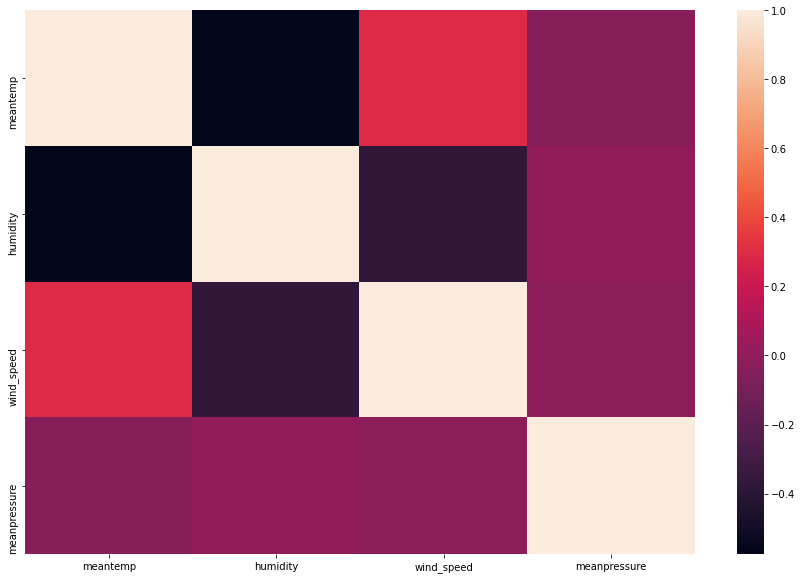 meantemp
humidity
wind_speed
meanpressure
meantemp
humidity
wind_speed
meanpressure
1.0
0.8
0.6
0.4
0.2
0.0
−0.2
−0.4